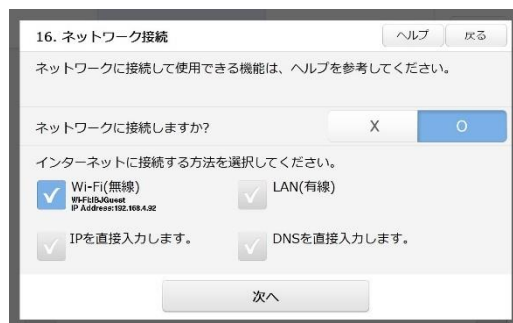 16. ネットワーク接続
ヘルプ
戻る
ネットワークに接続して使用できる機能は、ヘルプを参考してください。
ネットワークに接続しますか?
X
O
インターネットに接続する方法を選択してください。
Wi-Fi(無線)
LAN(有線)
Wi-Fi:IBJGuest
IP Address:192.168.4.92
IPを直接入力します。
DNSを直接入力します。
次へ